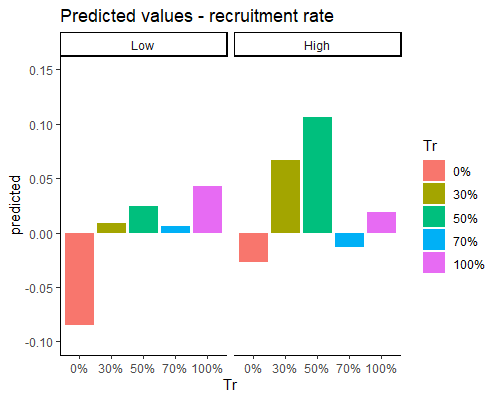 Predicted values - recruitment rate
Low
High
0.15
0.10
0.05
0.00
-0.05
-0.10
predicted
0% 30% 50% 70% 100%
0% 30% 50% 70% 100%
Tr
Tr
0%
30%
50%
70%
100%